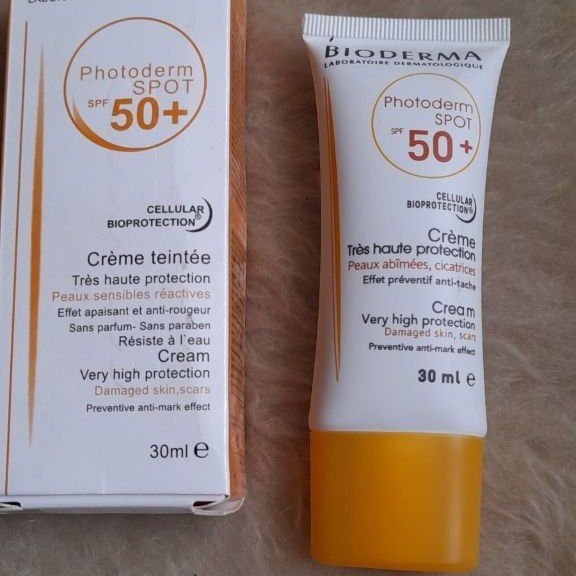 Photoderm
SPOT
SPF 50+
CELLULAR
BIOPROTECTION®
Crème teintée
Très haute protection
Peaux sensibles réactives
Effet apaisant et anti-rougeur
Sans parfum- Sans paraben
Résiste à l`eau
Cream
Very high protection
Damaged skin,scars
Preventive anti-mark effect
30ml e
BIODERMA
LABORATOIRE DERMATOLOGIQUE
Photoderm
SPOT
SPF 50+
CELLULAR
BIOPROTECTION®
Crème
Très haute protection
Peaux abîmées, cicatrices
Effet préventif anti-tache
Cream
Very high protection
Damaged skin, scars
Preventive anti-mark effect
30 ml e